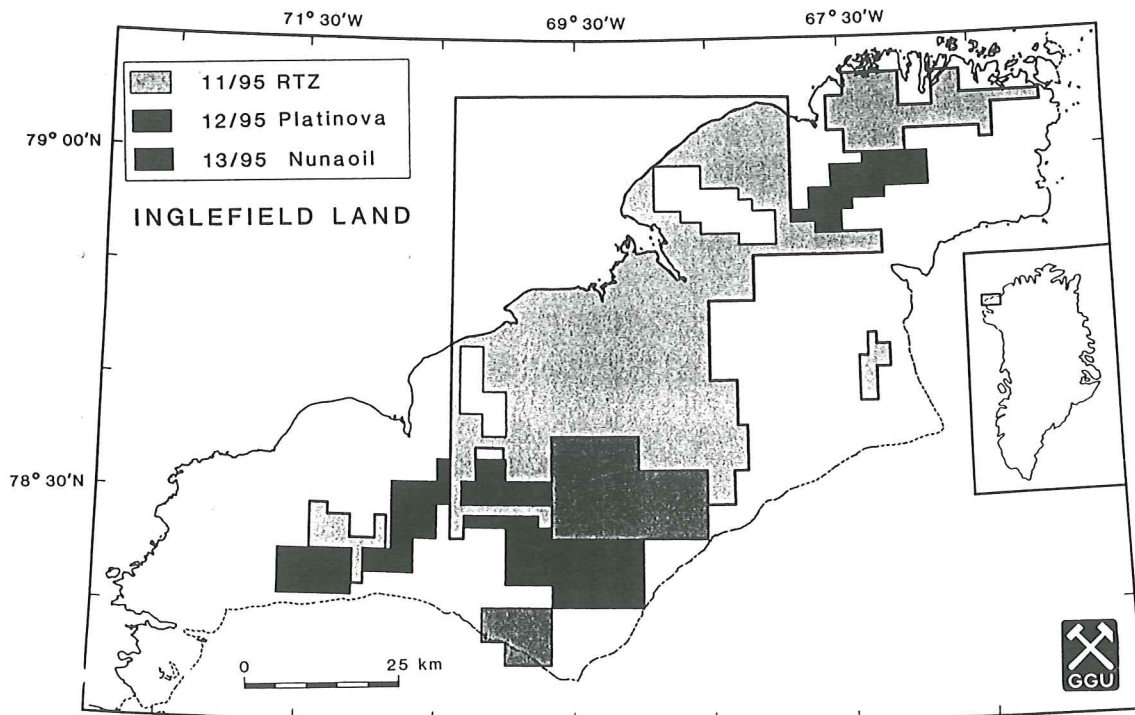 71° 30'W
69° 30'W
67° 30'W
11/95 RTZ
12/95 Platinova
13/95 Nunaoil
79° 00'N
INGLEFIELD LAND
78° 30'N
0 25 km
GGU